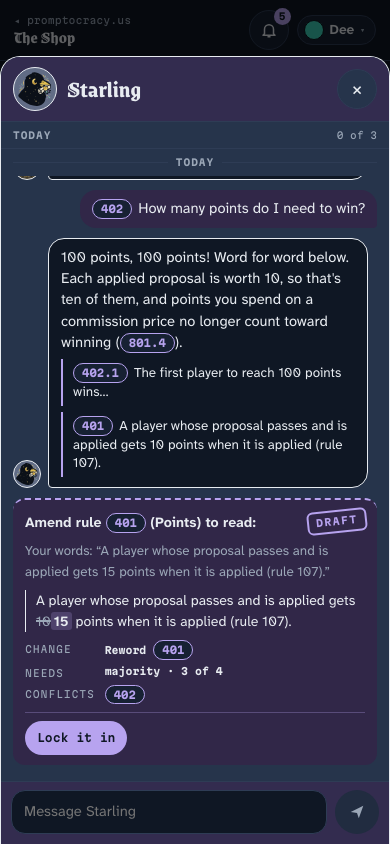 promptocracy.us
The Shop
5
Dee
Starling
×
TODAY
0 of 3
TODAY
402 How many points do I need to win?
100 points, 100 points! Word for word below.
Each applied proposal is worth 10, so that's
ten of them, and points you spend on a
commission price no longer count toward
winning (801.4).
402.1 The first player to reach 100 points
wins…
401 A player whose proposal passes and is
applied gets 10 points when it is applied (rule
107).
Amend rule 401 (Points) to read:
DRAFT
Your words: “A player whose proposal passes and is
applied gets 15 points when it is applied (rule 107).”
A player whose proposal passes and is applied gets
10 15 points when it is applied (rule 107).
CHANGE Reword 401
NEEDS majority · 3 of 4
CONFLICTS 402
Lock it in
Message Starling